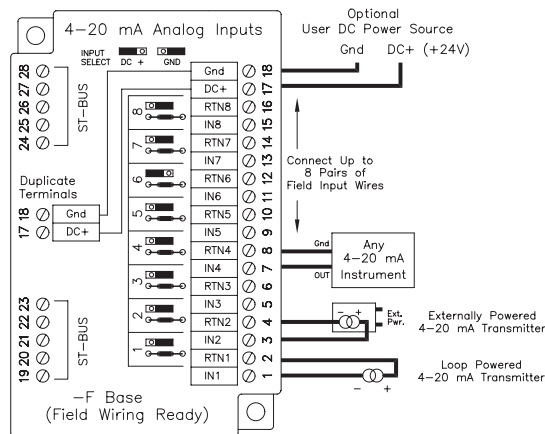 4-20 mA Analog Inputs
INPUT
SELECT DC + GND
Optional
User DC Power Source
Gnd DC+ (+24V)
28
27
26
25
24
ST-BUS
Duplicate
Terminals
18 Gnd
17 DC+
23
22
21
20
19
ST-BUS
Gnd 18
DC+ 17
8 RTN8 16
IN8 15
7 RTN7 14
IN7 13
6 RTN6 12
IN6 11
5 RTN5 10
IN5 9
4 RTN4 8
IN4 7
3 RTN3 6
IN3 5
2 RTN2 4
IN2 3
1 RTN1 2
IN1 1
Connect Up to
8 Pairs of
Field Input Wires
Gnd
OUT
Any
4-20 mA
Instrument
- +
Ext.
Pwr.
Externally Powered
4-20 mA Transmitter
Loop Powered
4-20 mA Transmitter
- +
-F Base
(Field Wiring Ready)